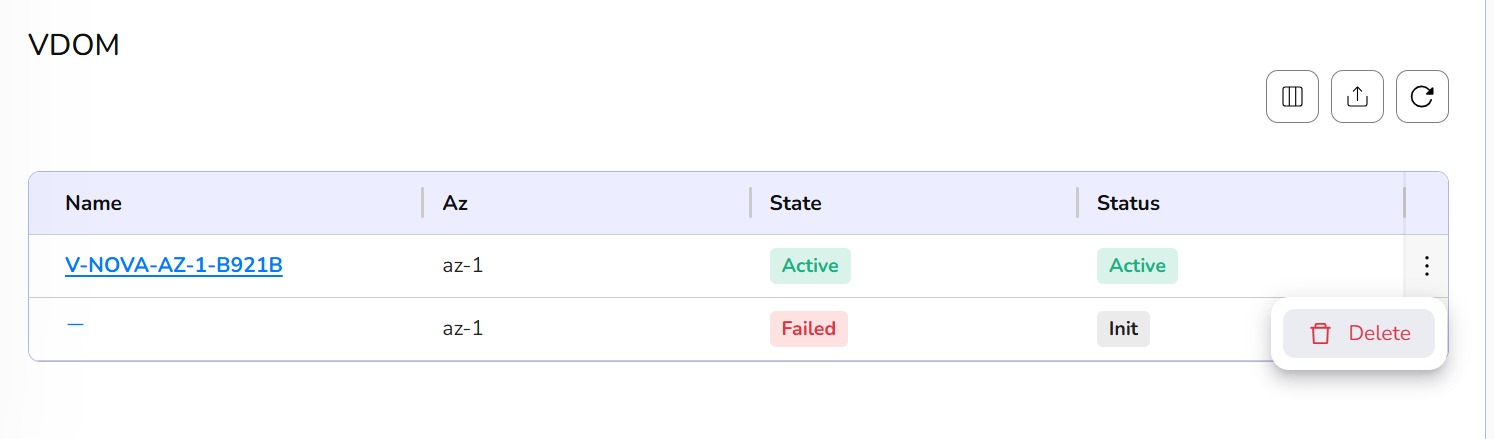 VDOM
Name Az State Status
V-NOVA-AZ-1-B921B az-1 Active Active
— az-1 Failed Init
Delete